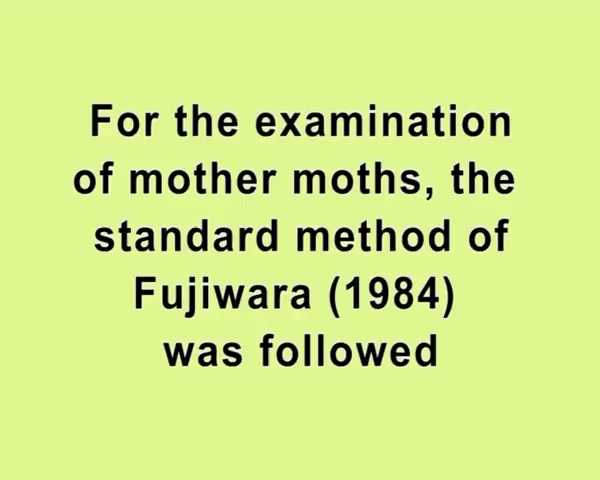 For the examination
of mother moths, the
standard method of
Fujiwara (1984)
was followed